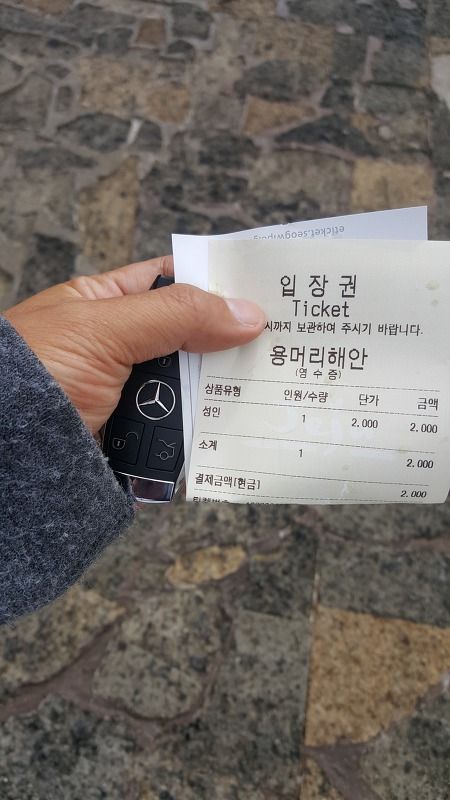 eticket.seogwipo.g
입장권
Ticket
시까지 보관하여 주시기 바랍니다.
용머리해안
(영 수 증)
상품유형 인원/수량 단가 금액
성인 1 2.000 2.000
소계 1 2.000
결제금액[현금] 2.000